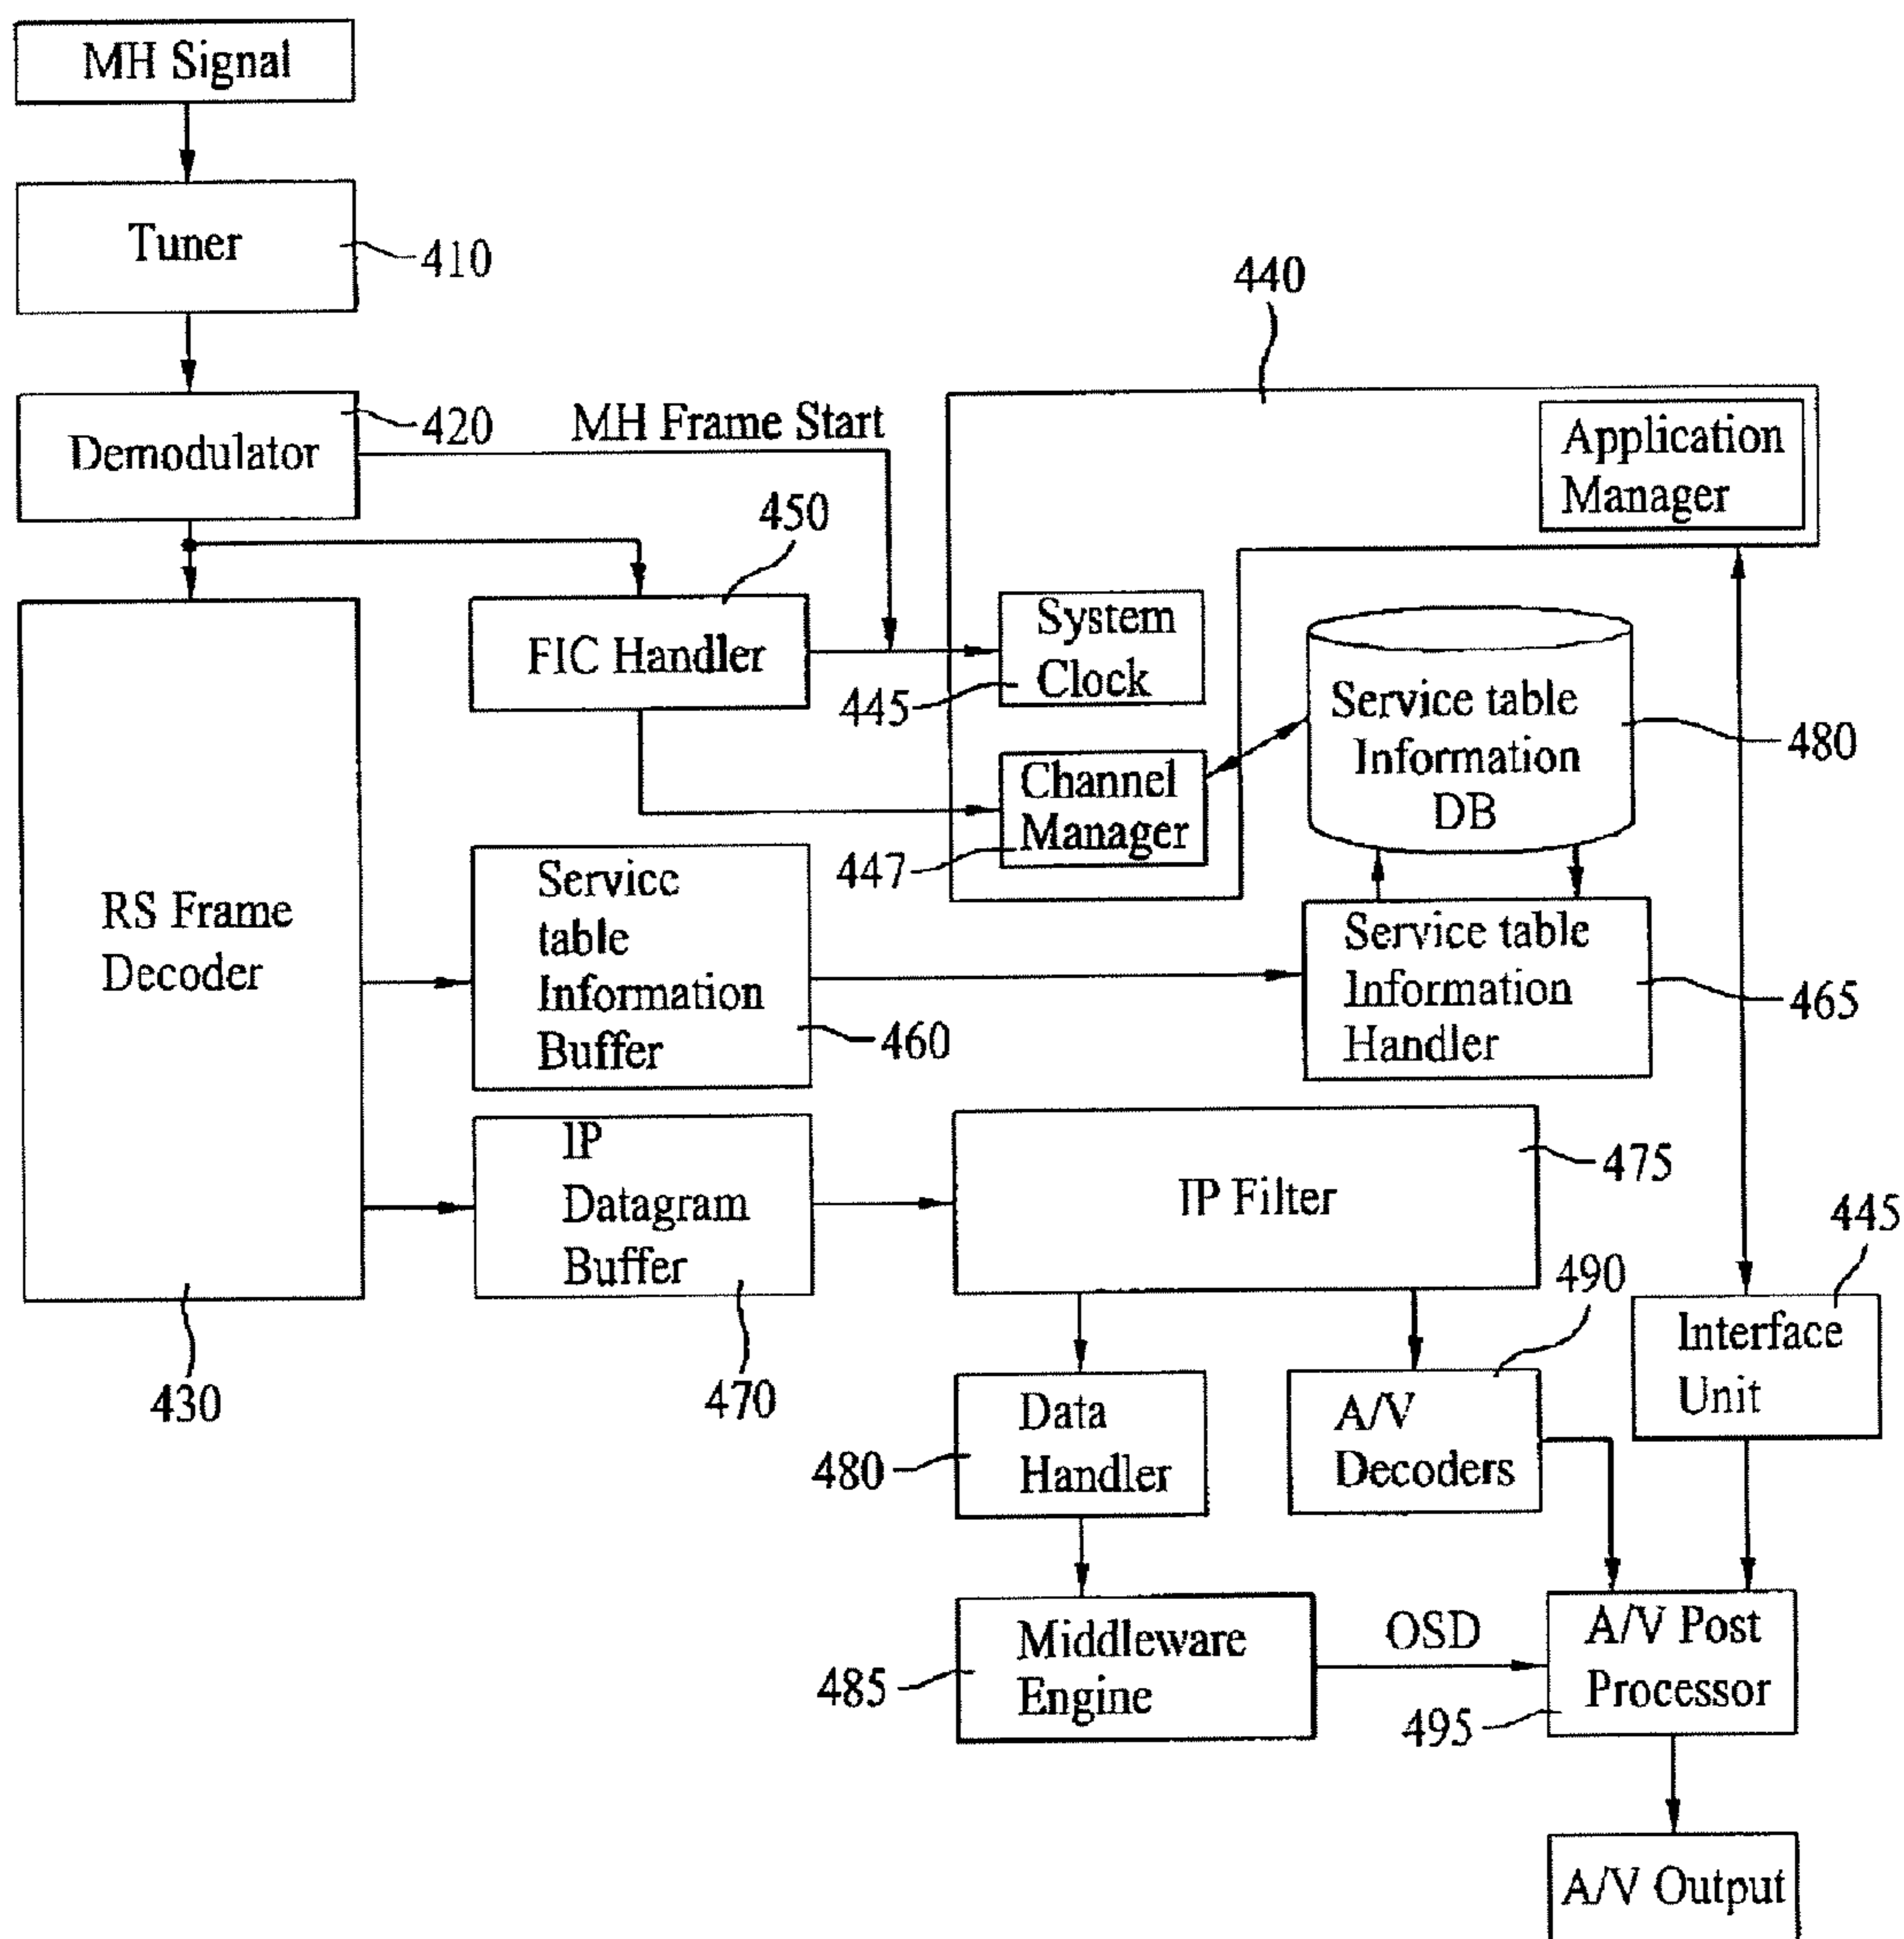 MH Signal
Tuner
410
440
Demodulator
420
MH Frame Start
Application
Manager
450
FIC Handler
System
Clock
445
Service table
Information
DB
480
Channel
Manager
447
RS Frame
Decoder
430
Service
table
Information
Buffer
460
Service table
Information
Handler
465
IP
Datagram
Buffer
470
IP Filter
475
490
445
Interface
Unit
Data
Handler
480
A/V
Decoders
Middleware
Engine
485
OSD
A/V Post
Processor
495
A/V Output